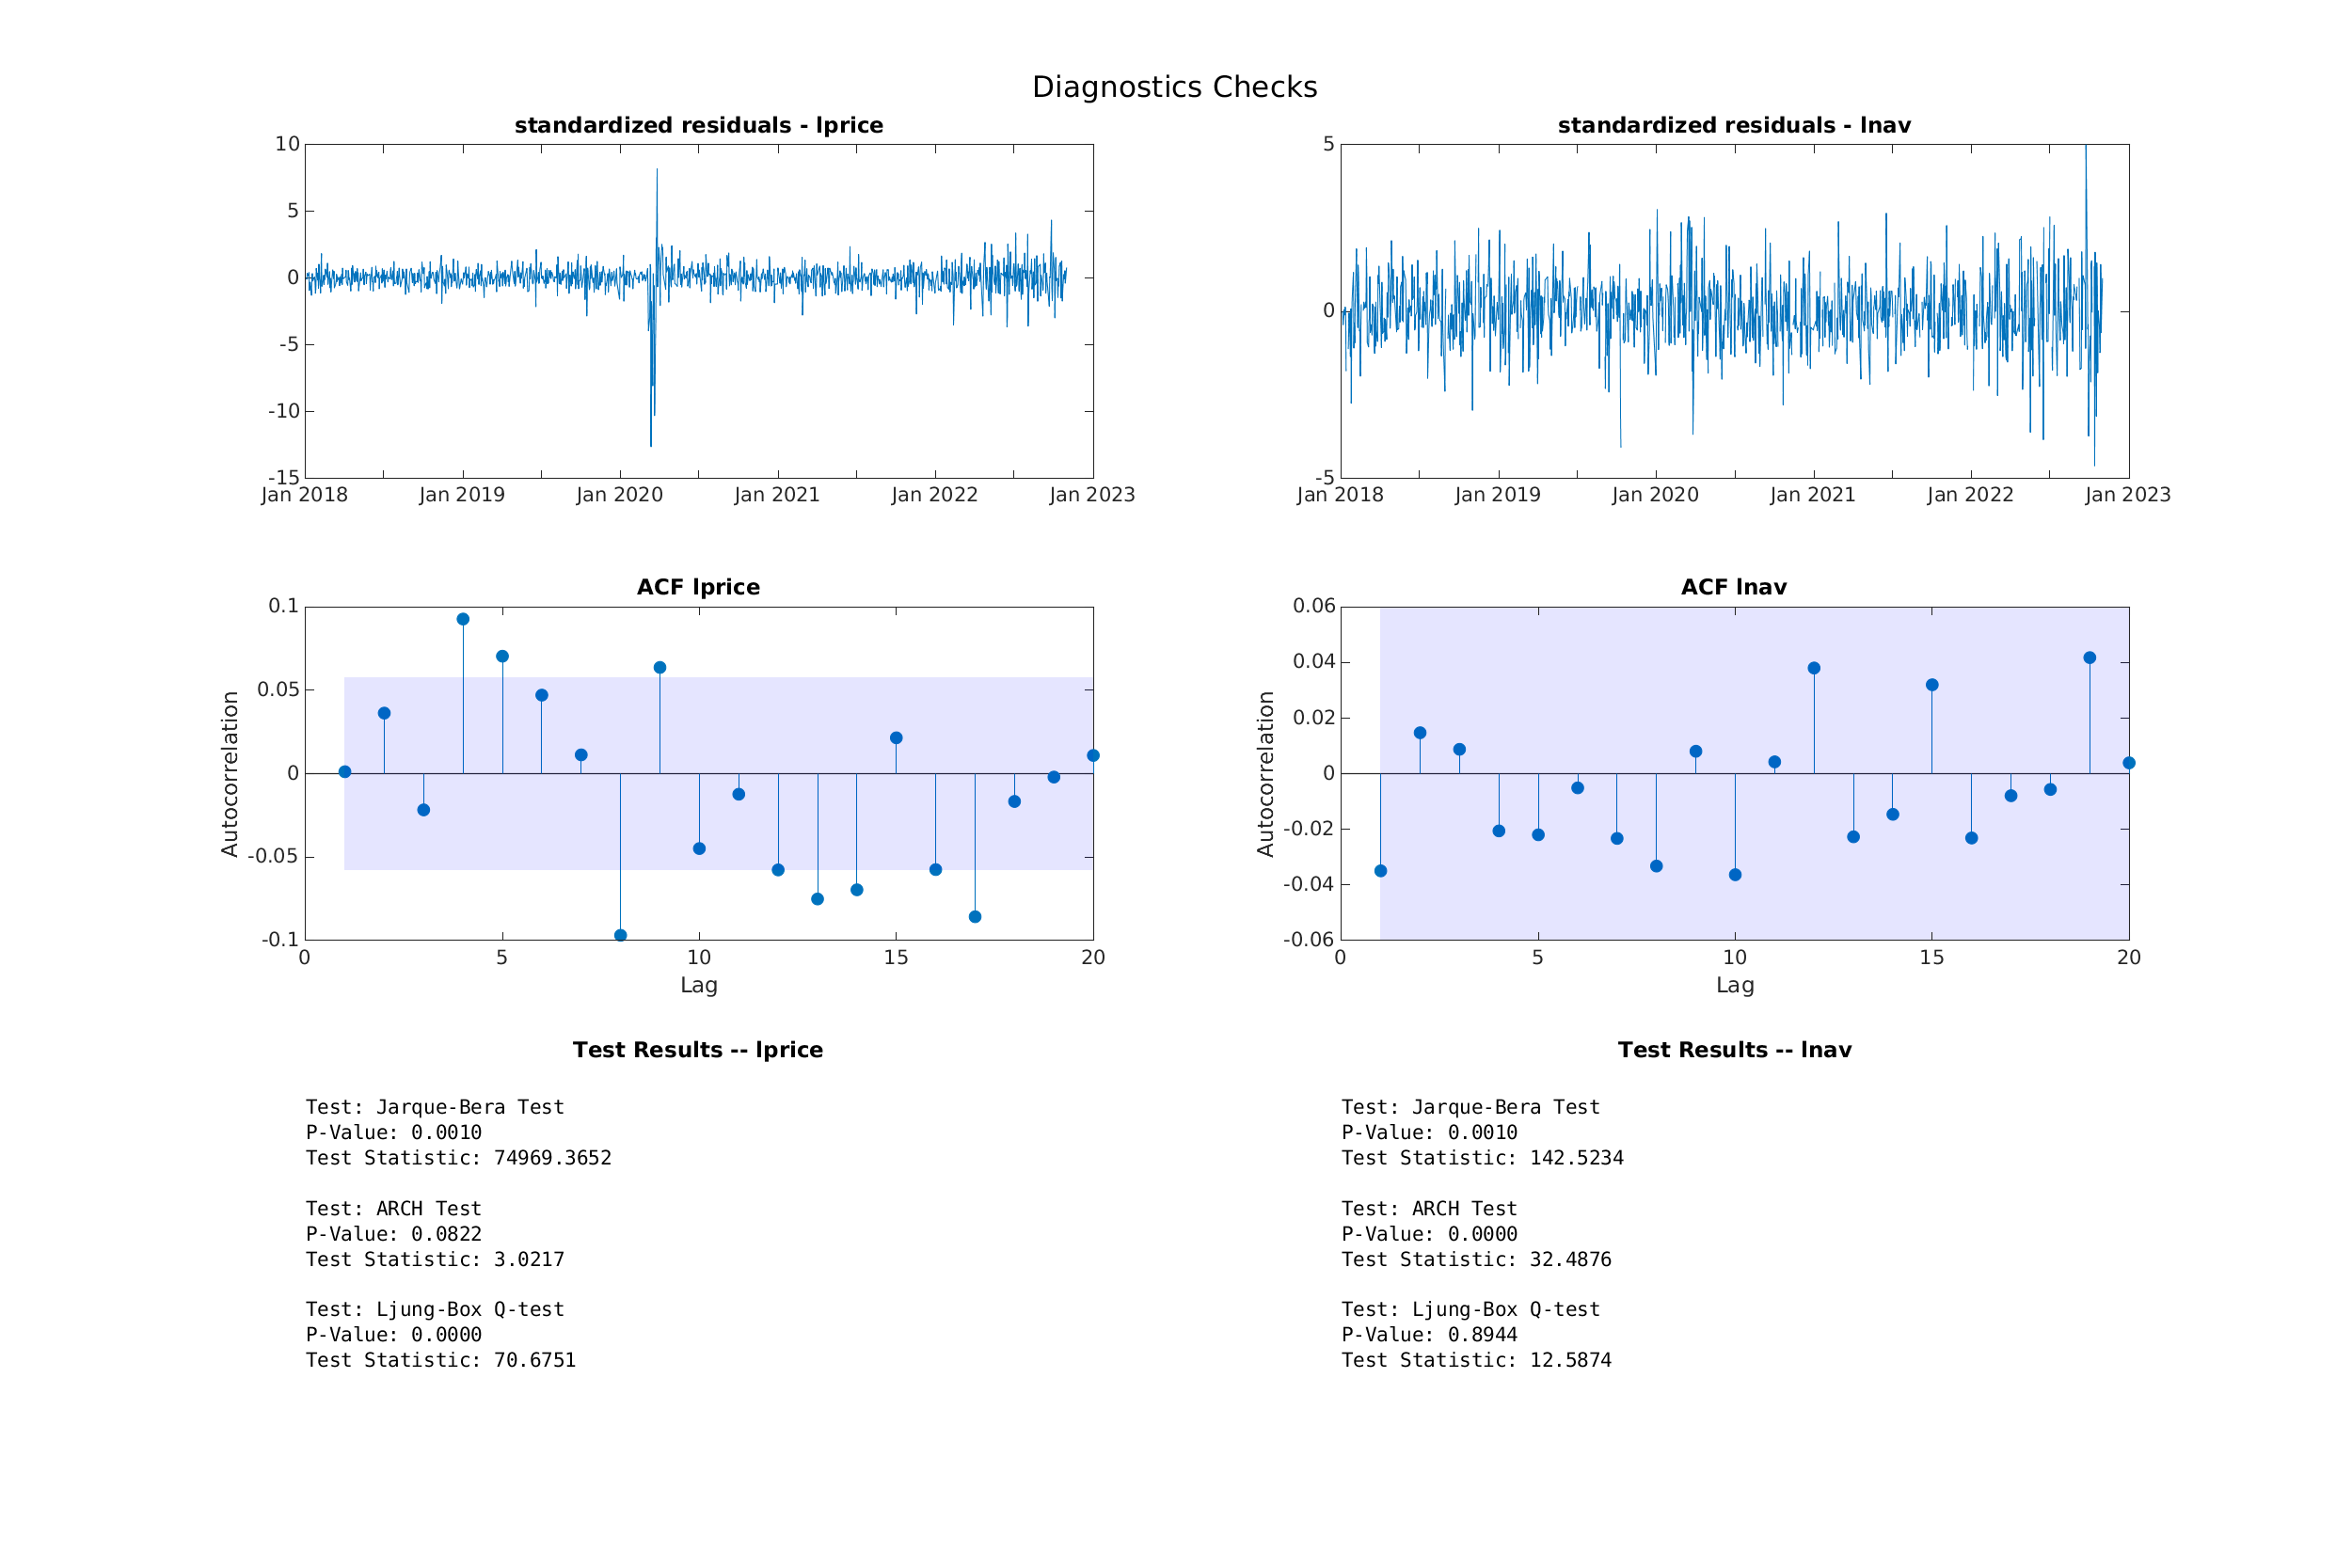 Diagnostics Checks
standardized residuals - lprice
10
5
0
-5
-10
-15
Jan 2018 Jan 2019 Jan 2020 Jan 2021 Jan 2022 Jan 2023
standardized residuals - lnav
5
0
-5
Jan 2018 Jan 2019 Jan 2020 Jan 2021 Jan 2022 Jan 2023
ACF lprice
Autocorrelation
0.1
0.05
0
-0.05
-0.1
0 5 10 15 20
Lag
ACF lnav
Autocorrelation
0.06
0.04
0.02
0
-0.02
-0.04
-0.06
0 5 10 15 20
Lag
Test Results -- lprice
Test: Jarque-Bera Test
P-Value: 0.0010
Test Statistic: 74969.3652
Test: ARCH Test
P-Value: 0.0822
Test Statistic: 3.0217
Test: Ljung-Box Q-test
P-Value: 0.0000
Test Statistic: 70.6751
Test Results -- lnav
Test: Jarque-Bera Test
P-Value: 0.0010
Test Statistic: 142.5234
Test: ARCH Test
P-Value: 0.0000
Test Statistic: 32.4876
Test: Ljung-Box Q-test
P-Value: 0.8944
Test Statistic: 12.5874